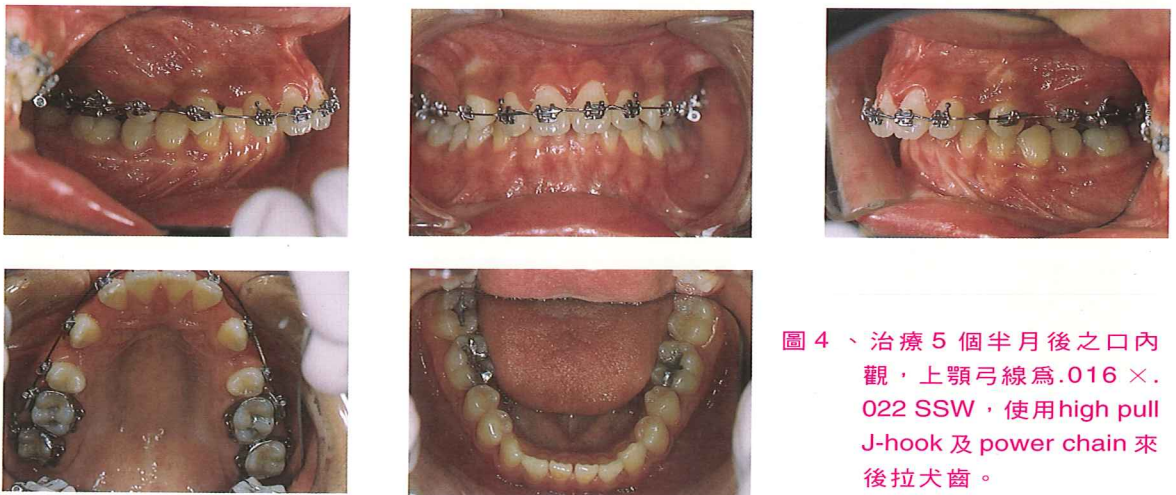 圖4、治療5個半月後之口內
觀，上顎弓線爲.016 ×.
022 SSW，使用high pull
J-hook 及 power chain 來
後拉犬齒。